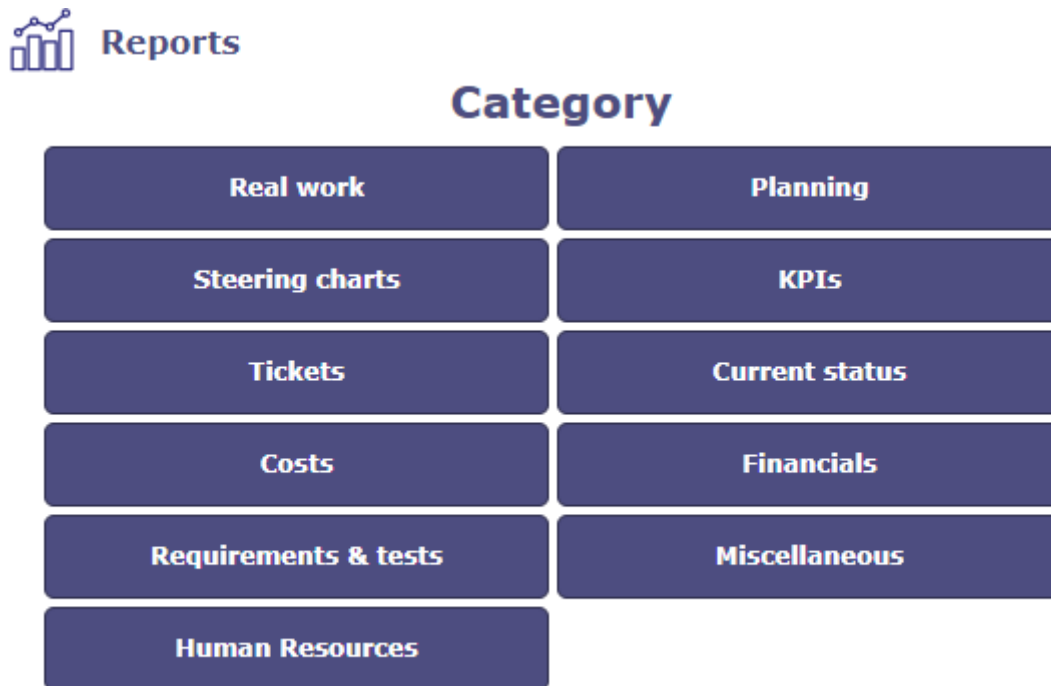 Reports
Category
Real work
Planning
Steering charts
KPIs
Tickets
Current status
Costs
Financials
Requirements & tests
Miscellaneous
Human Resources